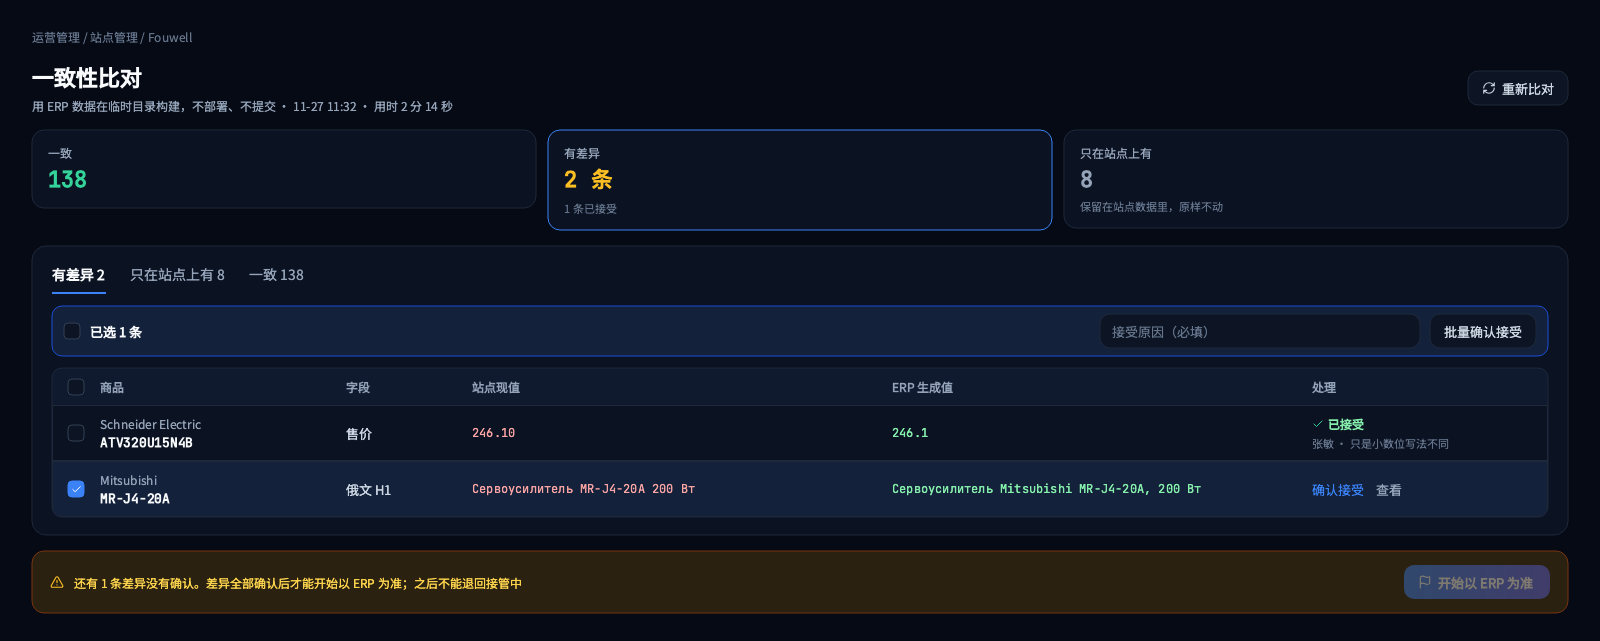 运营管理 / 站点管理 / Fouwell
一致性比对
用 ERP 数据在临时目录构建，不部署、不提交 • 11-27 11:32 • 用时 2 分 14 秒
重新比对
一致
138
有差异
2 条
1 条已接受
只在站点上有
8
保留在站点数据里，原样不动
有差异 2 只在站点上有 8 一致 138
已选 1 条 接受原因（必填） 批量确认接受
商品 字段 站点现值 ERP 生成值 处理
Schneider Electric
ATV320U15N4B
售价 246.10 246.1
已接受
张敏 • 只是小数位写法不同
Mitsubishi
MR-J4-20A
俄文 H1 Сервоусилитель MR-J4-20A 200 Вт Сервоусилитель Mitsubishi MR-J4-20A, 200 Вт 确认接受 查看
还有 1 条差异没有确认。差异全部确认后才能开始以 ERP 为准；之后不能退回接管中
开始以 ERP 为准